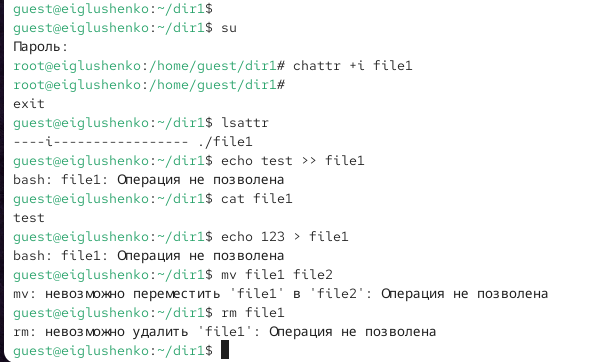 guest@eiglushenko:~/dir1$
guest@eiglushenko:~/dir1$ su
Пароль:
root@eiglushenko:/home/guest/dir1# chattr +i file1
root@eiglushenko:/home/guest/dir1#
exit
guest@eiglushenko:~/dir1$ lsattr
----i----------------- ./file1
guest@eiglushenko:~/dir1$ echo test >> file1
bash: file1: Операция не позволена
guest@eiglushenko:~/dir1$ cat file1
test
guest@eiglushenko:~/dir1$ echo 123 > file1
bash: file1: Операция не позволена
guest@eiglushenko:~/dir1$ mv file1 file2
mv: невозможно переместить 'file1' в 'file2': Операция не позволена
guest@eiglushenko:~/dir1$ rm file1
rm: невозможно удалить 'file1': Операция не позволена
guest@eiglushenko:~/dir1$